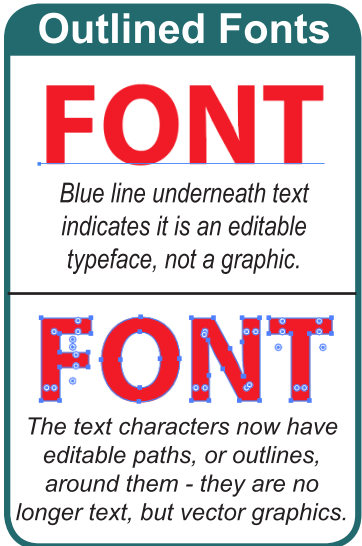 Outlined Fonts
FONT
Blue line underneath text
indicates it is an editable
typeface, not a graphic.
FONT
The text characters now have
editable paths, or outlines,
around them - they are no
longer text, but vector graphics.